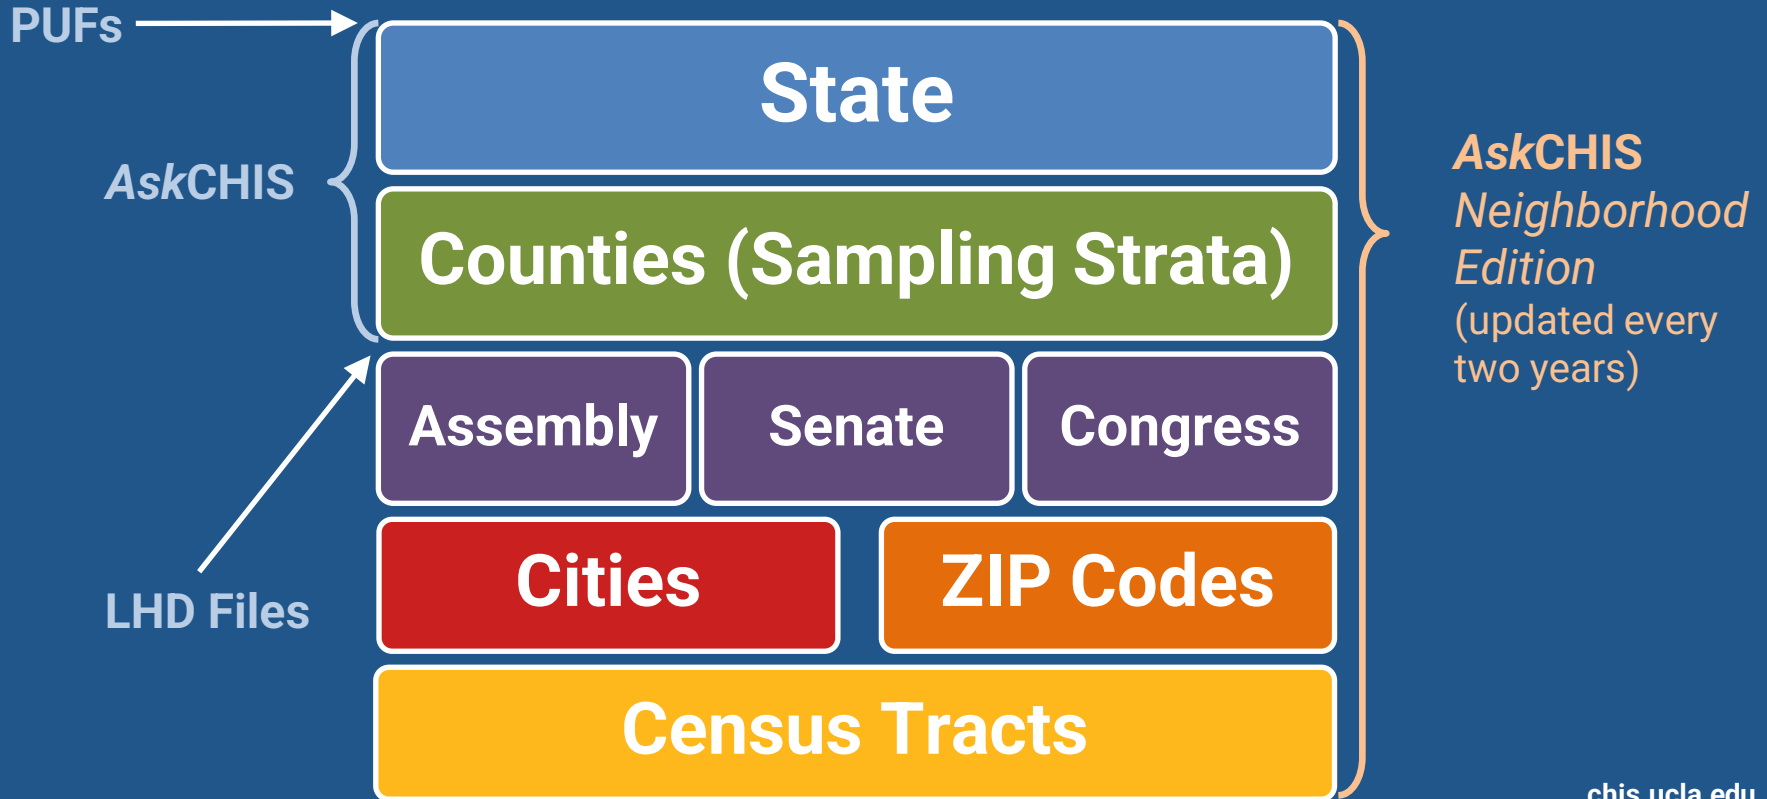 PUFs
State
AskCHIS
Counties (Sampling Strata)
AskCHIS
Neighborhood
Edition
(updated every
two years)
Assembly
Senate
Congress
LHD Files
Cities
ZIP Codes
Census Tracts
chis.ucla.edu